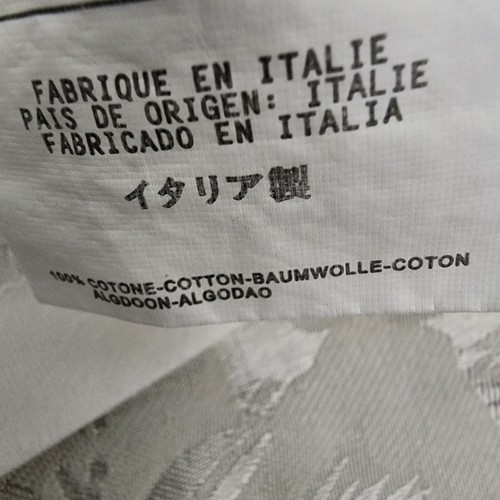 FABRIQUE EN ITALIE
PAIS DE ORIGEN: ITALIE
FABRICADO EN ITALIA
イタリア製
100% COTONE-COTTON-BAUMWOLLE-COTON
ALGDOON-ALGODAO